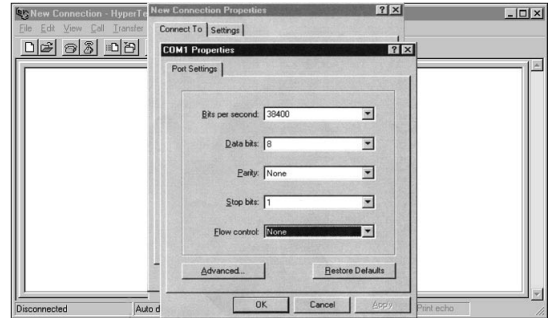 New Connection - HyperTe
New Connection Properties
File Edit View Call Transfer
Connect To
Settings
COM1 Properties
Port Settings
Bits per second: 38400
Data bits: 8
Parity: None
Stop bits: 1
Flow control: None
Advanced...
Restore Defaults
OK
Cancel
Apply
Disconnected
Auto d
Print echo